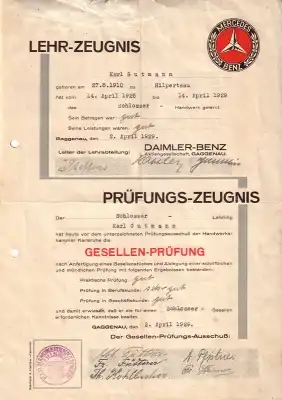 MERCEDES
BENZ
LEHR-ZEUGNIS
Karl Gutmann
geboren am 27.8.1910 zu Hilpertsau
hat vom 14. April 1925 bis 14. April 1929
das Schlosser - Handwerk gelernt.
Sein Betragen war: gut
Seine Leistungen waren: gut
Gaggenau, den 2. April 1929.
DAIMLER-BENZ
Leiter der Lehrabteilung: Aktiengesellschaft, GAGGENAU
PRÜFUNGS-ZEUGNIS
Der Schlosser - Lehrling
Karl Gutmann
hat heute vor dem unterzeichneten Prüfungsausschuß der Handwerks-
kammer Karlsruhe die
GESELLEN-PRÜFUNG
nach Anfertigung eines Gesellenstückes und Ablegung einer schriftlichen
und mündlichen Prüfung mit folgenden Ergebnissen bestanden:
Praktische Prüfung: gut
Prüfung in Berufskunde:
Prüfung in Geschäftskunde: gut
und damit erwiesen, daß er die für einen Schlosser - Gesellen
erforderlichen Kenntnisse besitzt.
GAGGENAU, den 2. April 1929.
Der Gesellen-Prüfungs-Ausschuß: